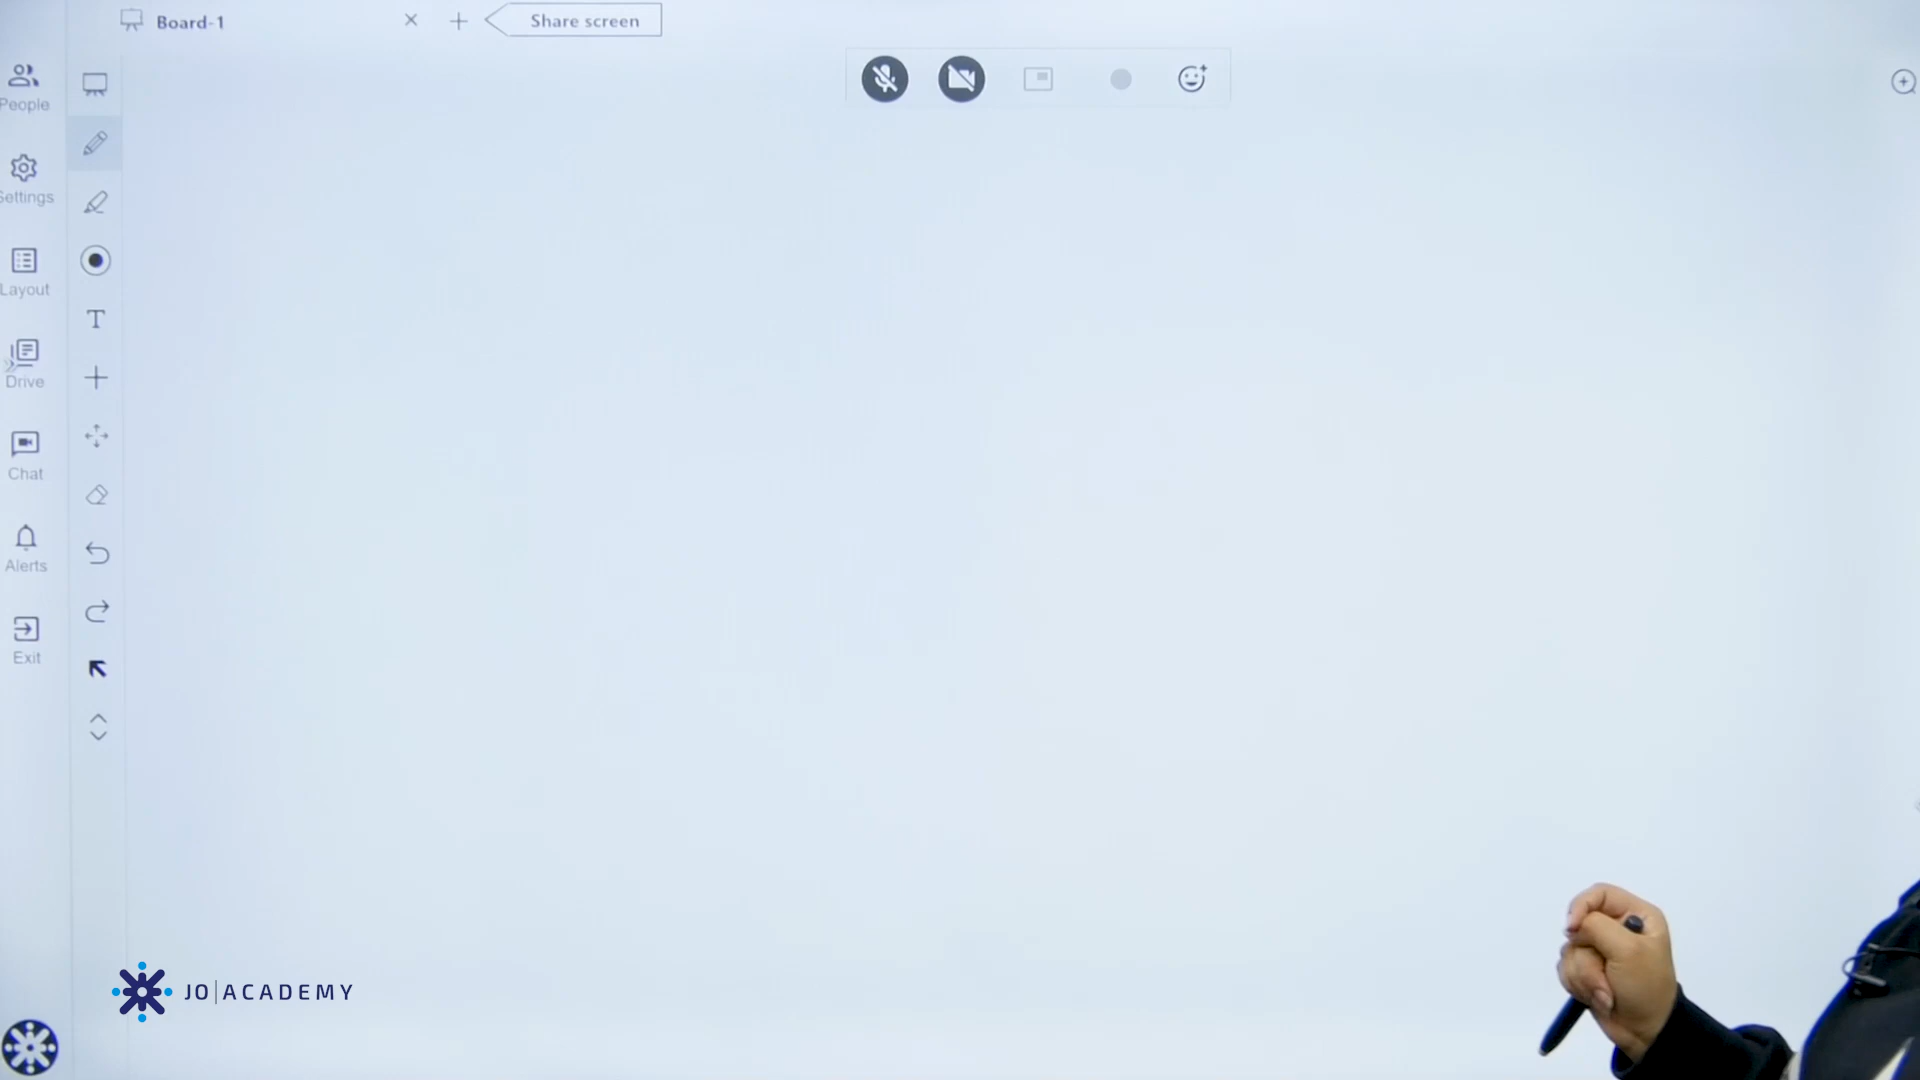 Board-1
Share screen
People
Settings
Layout
T
Drive
Chat
Alerts
Exit
JO|ACADEMY